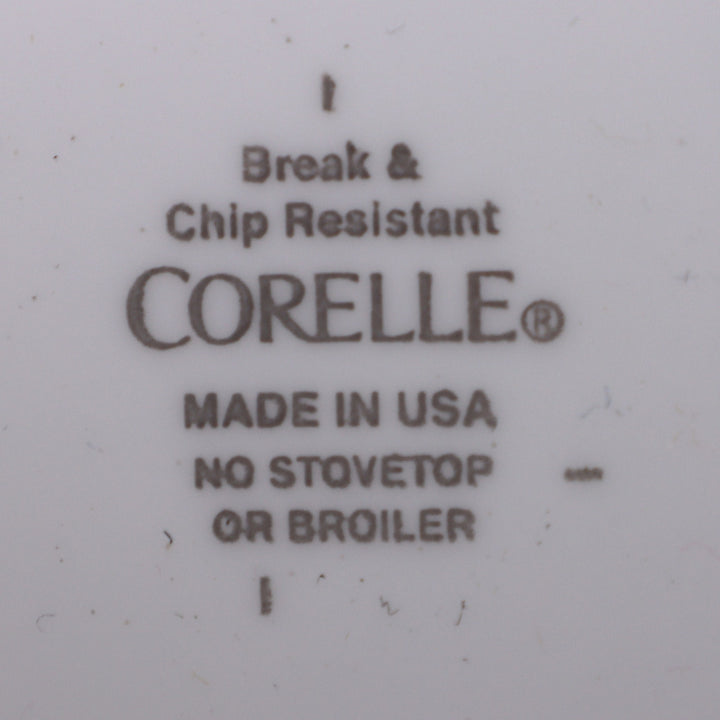 Break &
Chip Resistant
CORELLE®
MADE IN USA
NO STOVETOP
OR BROILER